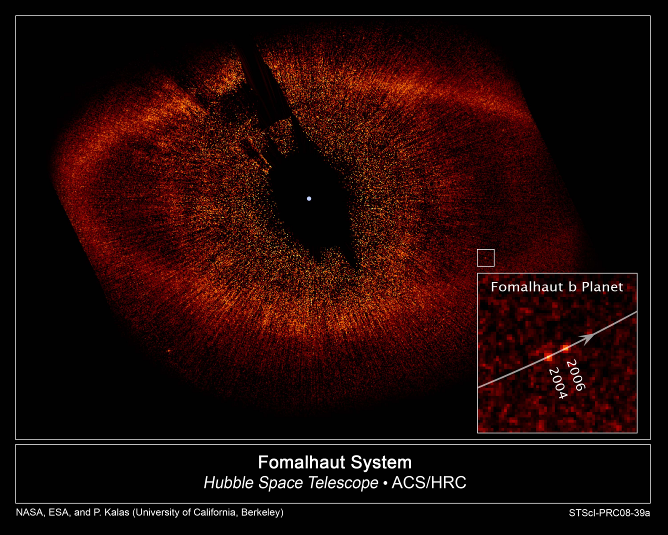 Fomalhaut b Planet
2006
2004
Fomalhaut System
Hubble Space Telescope • ACS/HRC
NASA, ESA, and P. Kalas (University of California, Berkeley)
STScI-PRC08-39a